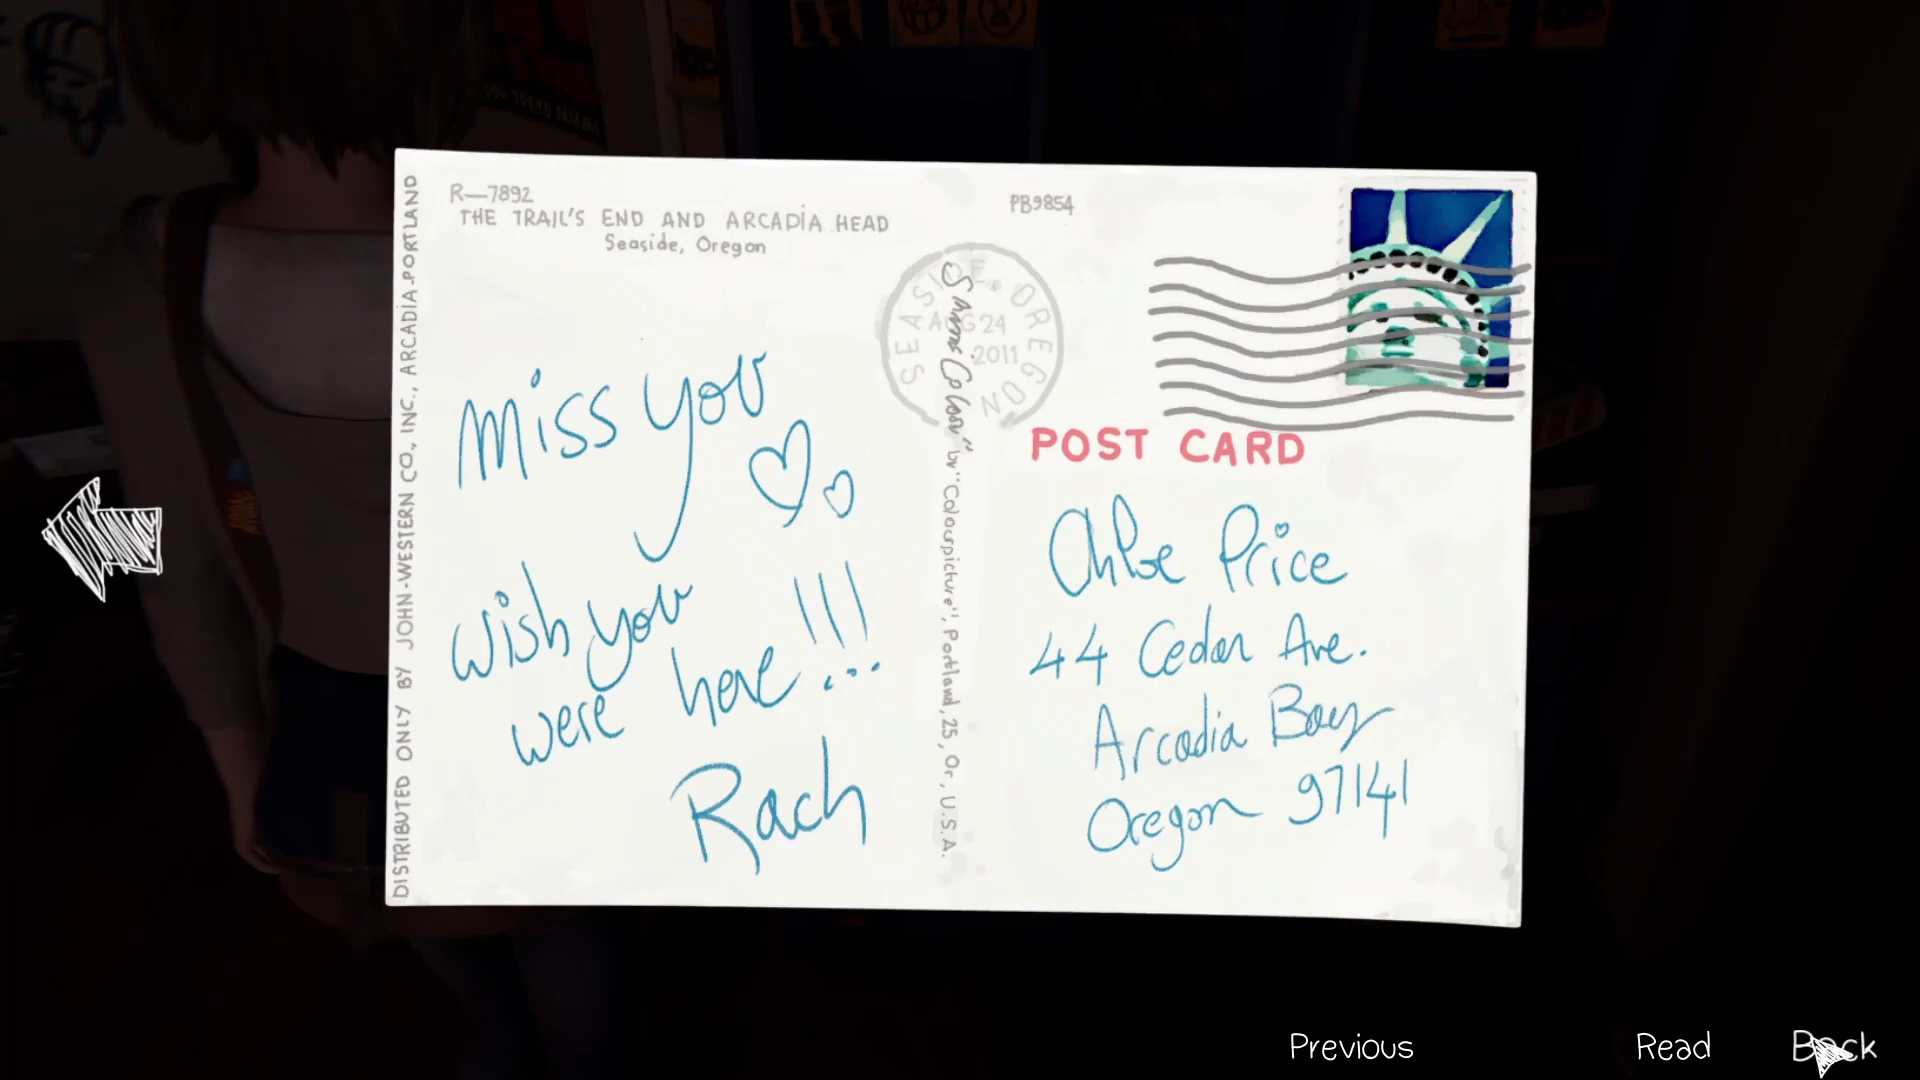 R—7892
THE TRAIL'S END AND ARCADIA HEAD
Seaside, Oregon
PB9854
DISTRIBUTED ONLY BY JOHN-WESTERN CO., INC., ARCADIA-PORTLAND
SEASIDE, OREGON
AUG 24
2011
by "Colourpicture", Portland, 25, Or., U.S.A.
POST CARD
Miss you
Wish you
were here!!!
Rach
Chloe Price
44 Cedar Ave.
Arcadia Bay
Oregon 97141
Previous
Read
Back